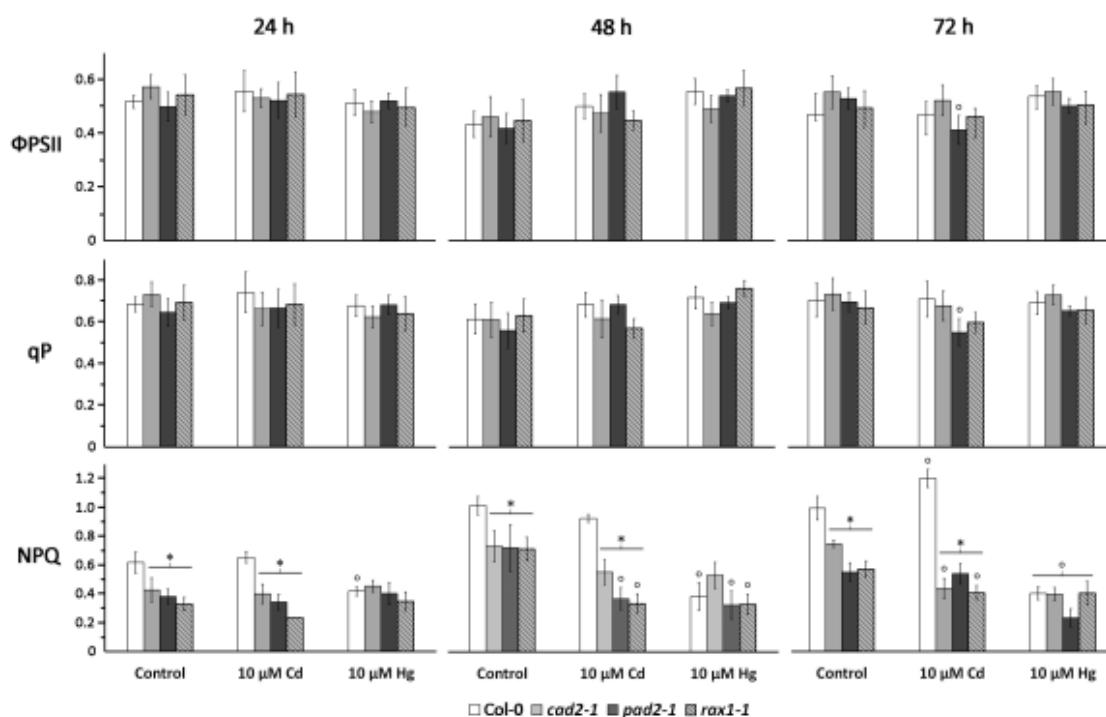 24 h 48 h 72 h
ΦPSII
0.6
0.4
0.2
0
qP
0.8
0.6
0.4
0.2
0
NPQ
1.2
1.0
0.8
0.6
0.4
0.2
0
* * o * * o o o o o * o * o o o
Control 10 µM Cd 10 µM Hg Control 10 µM Cd 10 µM Hg Control 10 µM Cd 10 µM Hg
Col-0 cad2-1 pad2-1 rax1-1